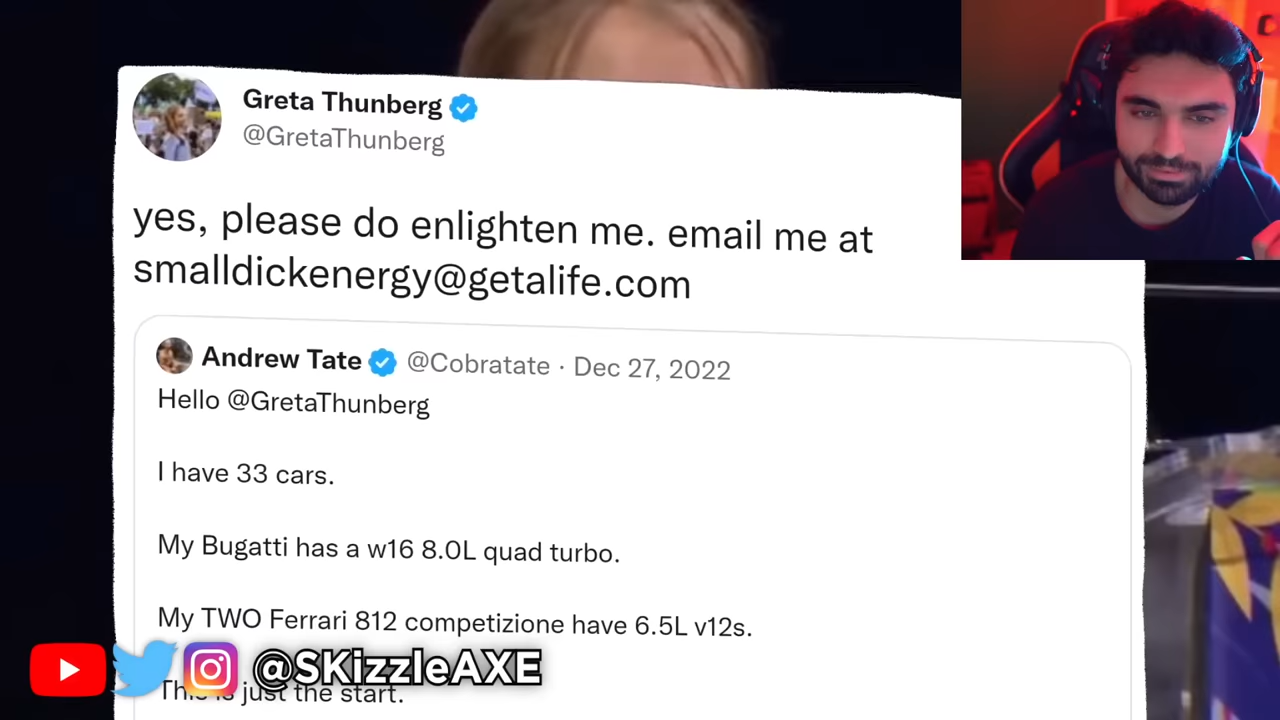 Greta Thunberg
@GretaThunberg
yes, please do enlighten me. email me at
smalldickenergy@getalife.com
Andrew Tate @Cobratate · Dec 27, 2022
Hello @GretaThunberg
I have 33 cars.
My Bugatti has a w16 8.0L quad turbo.
My TWO Ferrari 812 competizione have 6.5L v12s.
This is just the start.
@SKizzleAXE